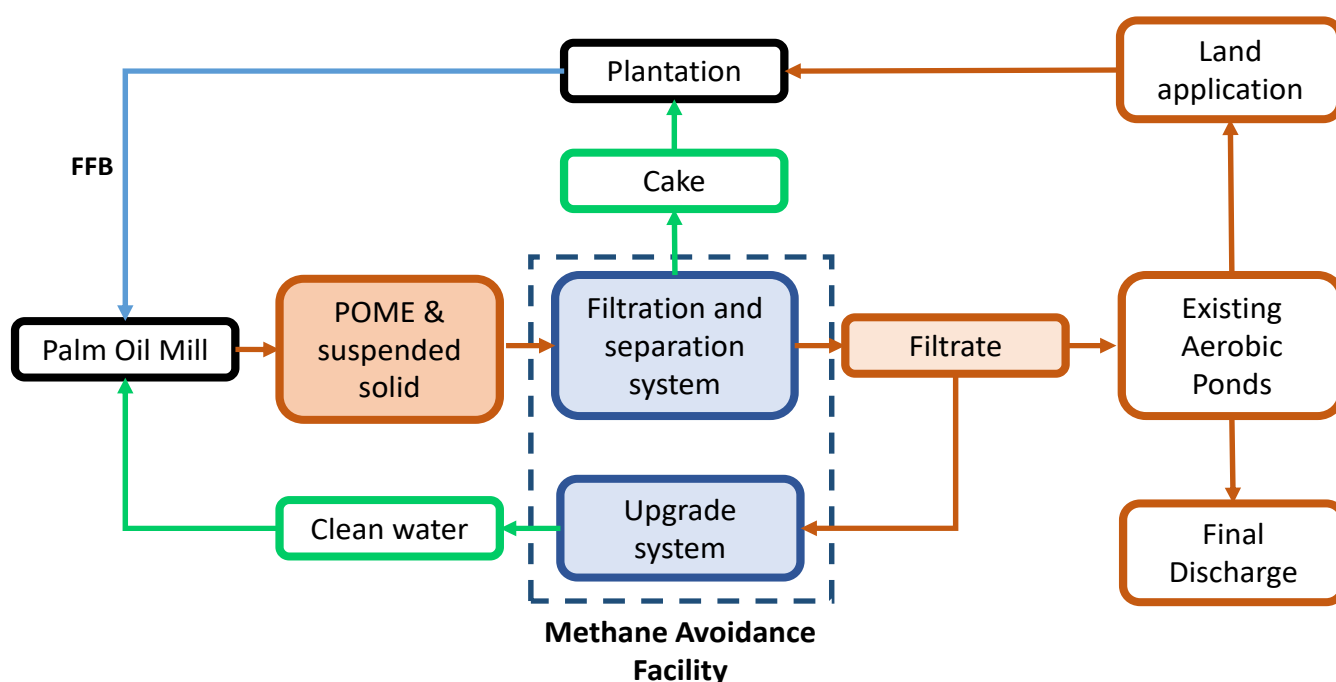 Plantation
Land
application
FFB
Cake
Palm Oil Mill
POME &
suspended
solid
Filtration and
separation
system
Filtrate
Existing
Aerobic
Ponds
Clean water
Upgrade
system
Final
Discharge
Methane Avoidance
Facility